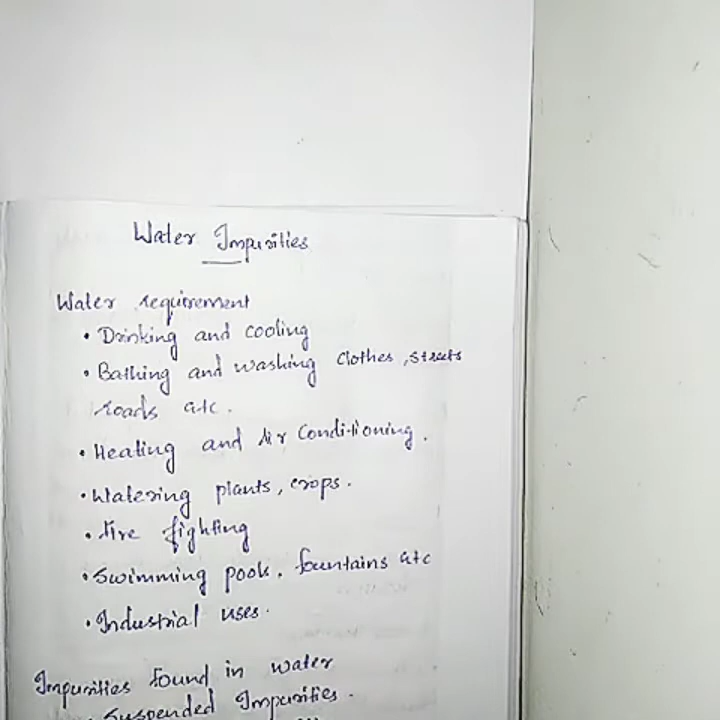 Water Impurities
Water requirement
• Drinking and cooling
• Bathing and washing clothes, streets
roads etc.
• Heating and Air Conditioning.
• Watering plants, crops.
• Fire fighting
• Swimming pools. fountains etc
• Industrial uses.
Impurities found in water
• Suspended Impurities.